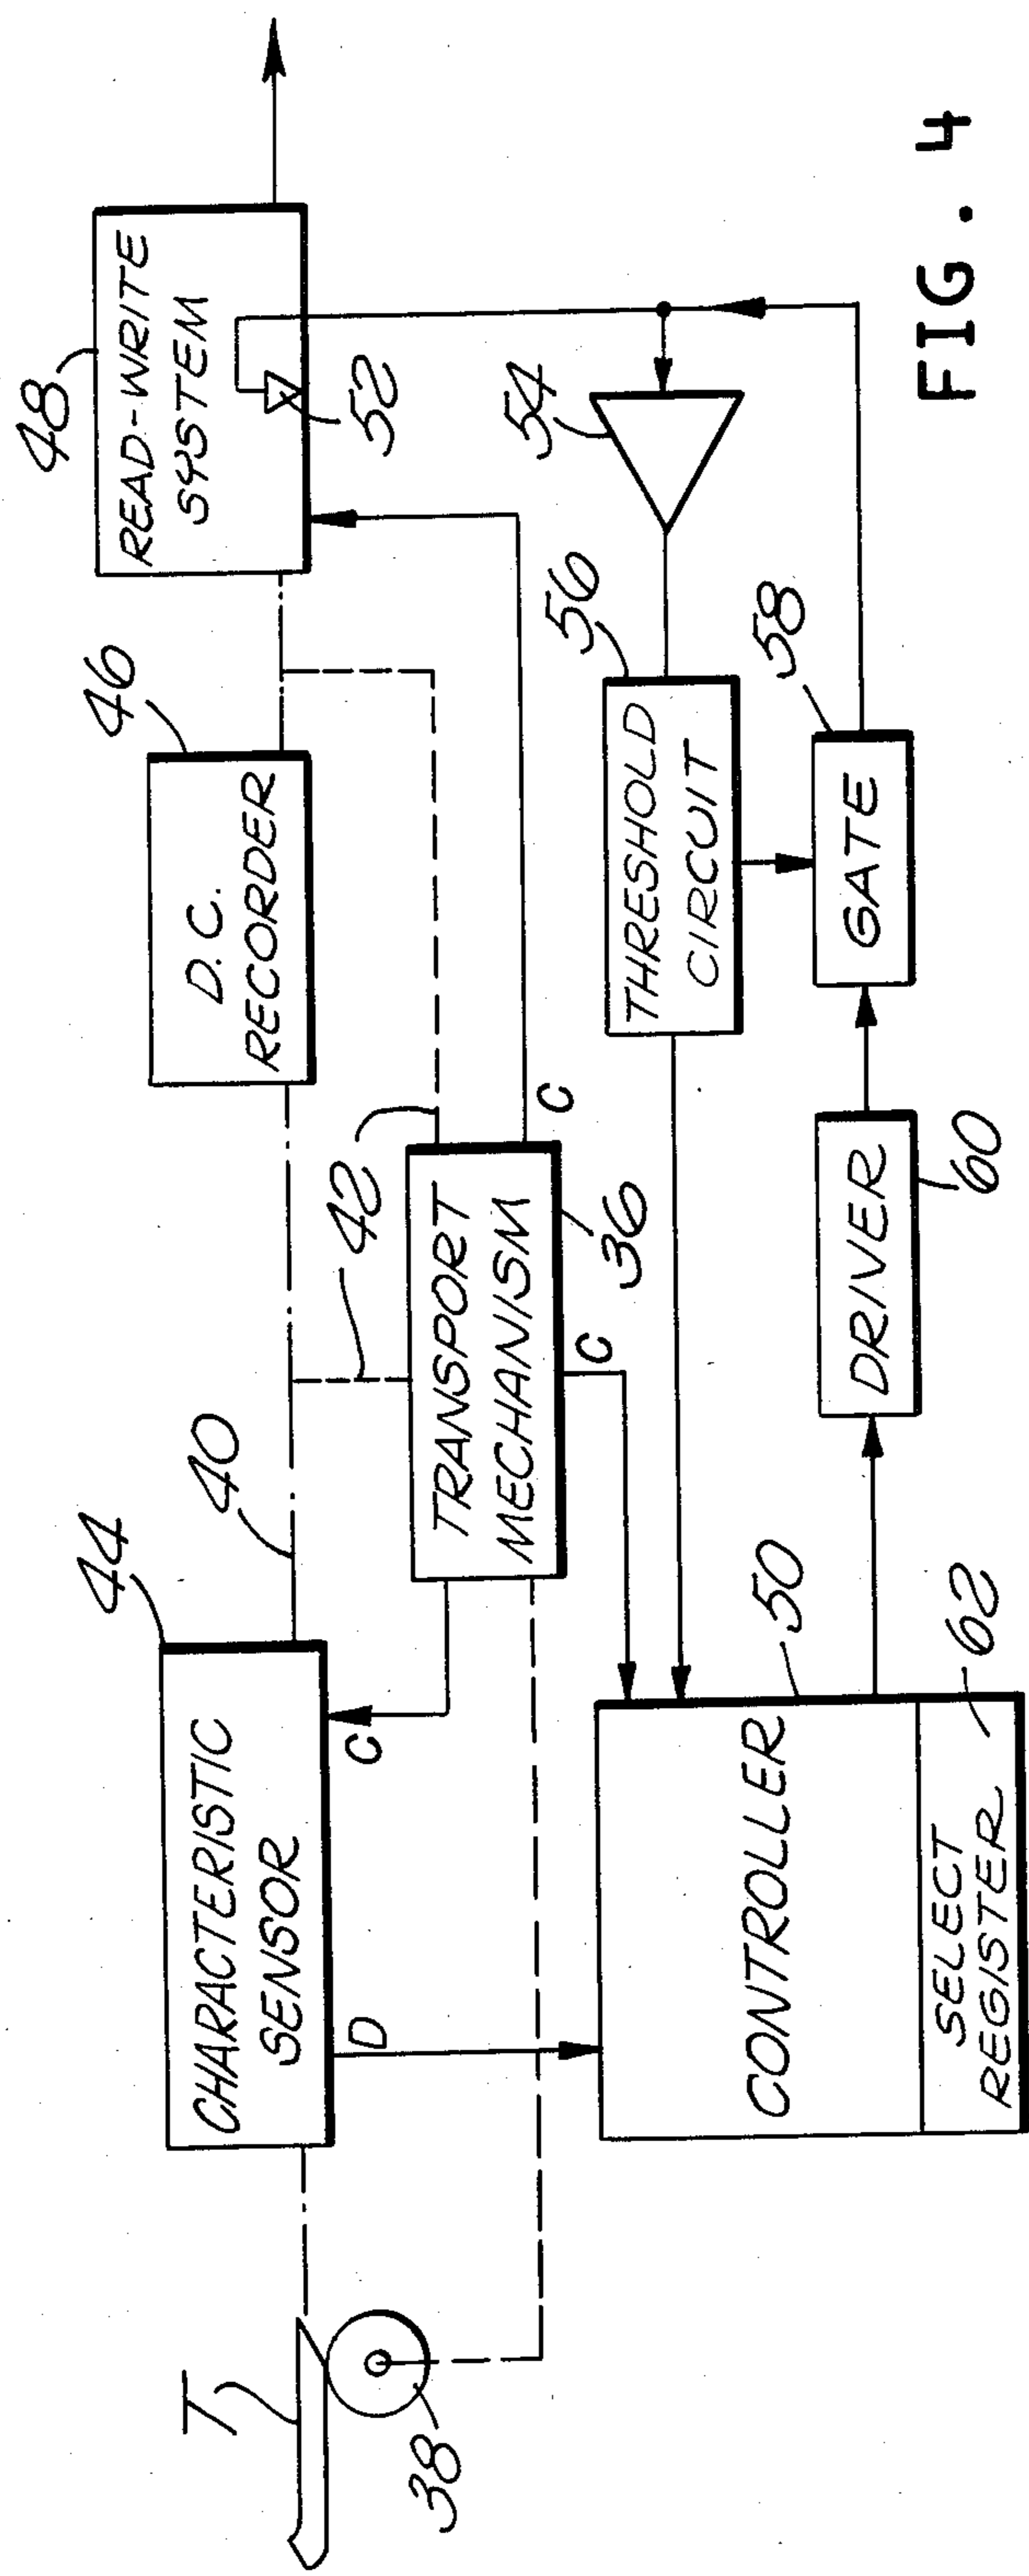 T
38
44
CHARACTERISTIC
SENSOR
D
C
40
42
46
D.C.
RECORDER
48
READ-WRITE
SYSTEM
52
TRANSPORT
MECHANISM
36
C
C
54
56
THRESHOLD
CIRCUIT
58
GATE
DRIVER
60
50
CONTROLLER
SELECT
REGISTER
62
FIG. 4